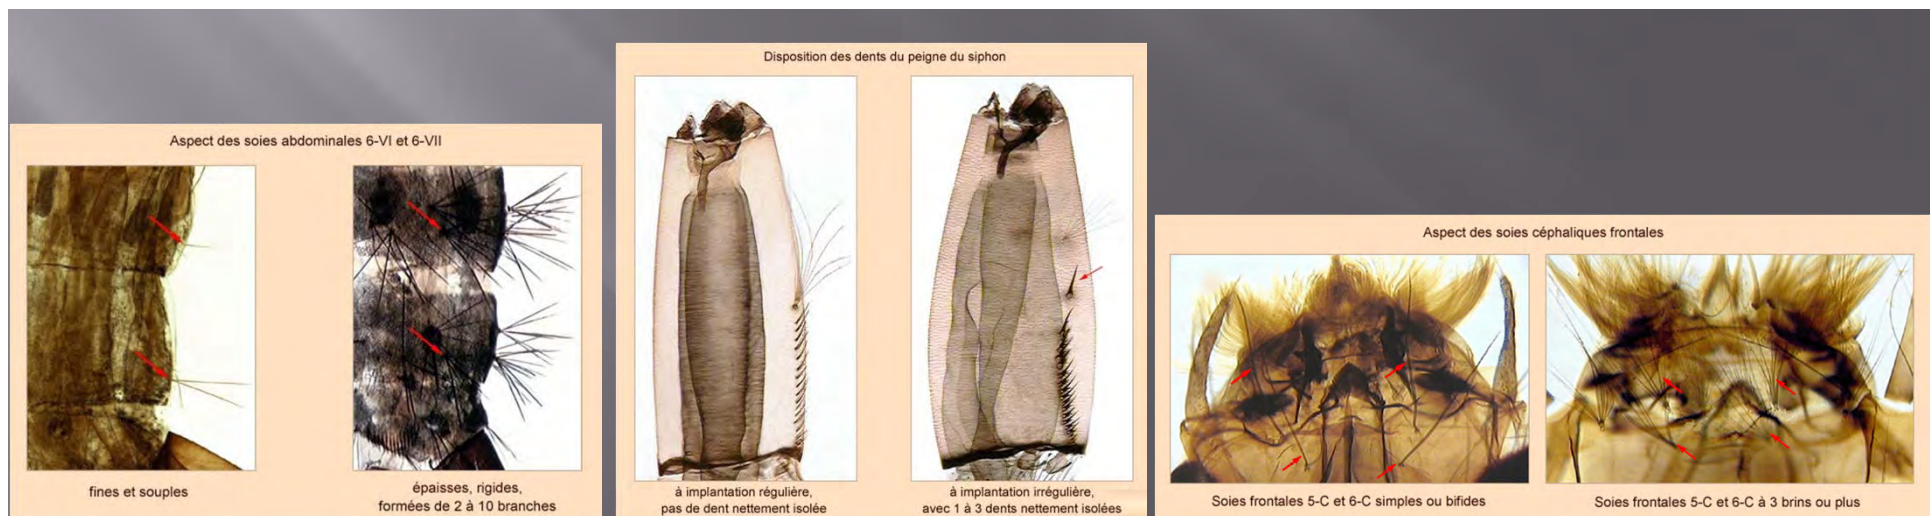 Aspect des soies abdominales 6-VI et 6-VII
fines et souples
épaisses, rigides,
formées de 2 à 10 branches
Disposition des dents du peigne du siphon
à implantation régulière,
pas de dent nettement isolée
à implantation irrégulière,
avec 1 à 3 dents nettement isolées
Aspect des soies céphaliques frontales
Soies frontales 5-C et 6-C simples ou bifides
Soies frontales 5-C et 6-C à 3 brins ou plus